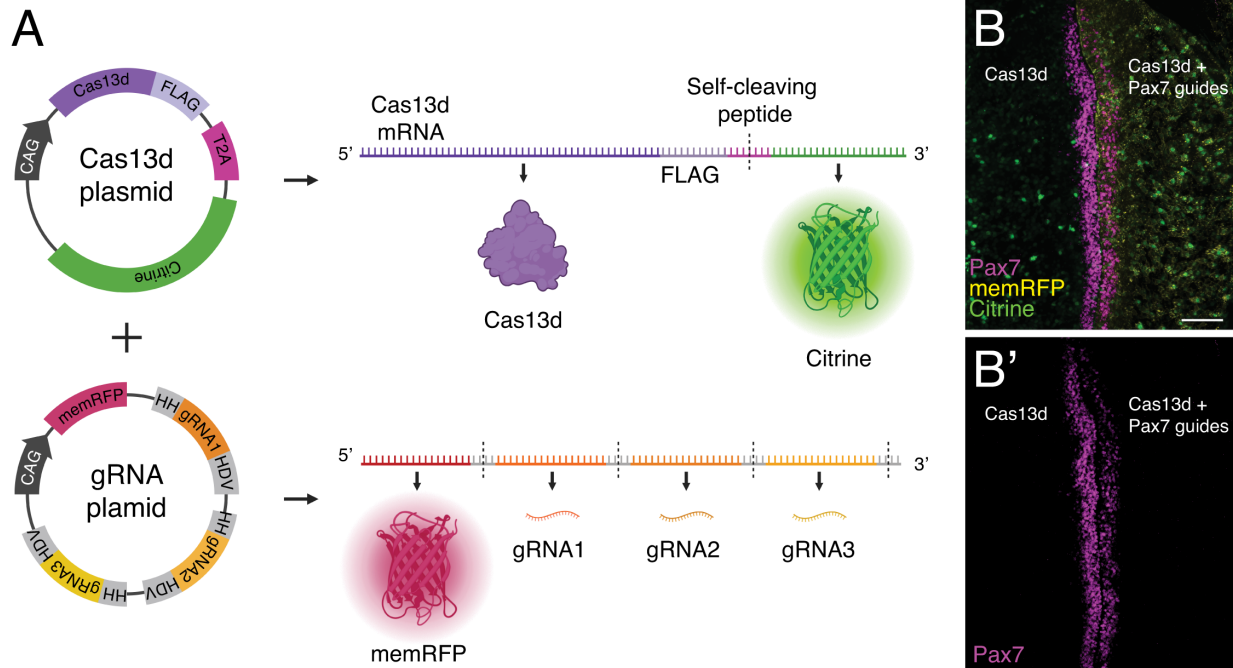 A
CAG
Cas13d
FLAG
T2A
Citrine
Cas13d
plasmid
+
CAG
memRFP
HH
gRNA1
HDV
HH
gRNA2
HDV
HH
gRNA3
HDV
gRNA
plamid
Cas13d
mRNA
Self-cleaving
peptide
5’
3’
FLAG
Cas13d
Citrine
5’
3’
gRNA1
gRNA2
gRNA3
memRFP
B
Cas13d
Cas13d +
Pax7 guides
Pax7
memRFP
Citrine
B’
Cas13d
Cas13d +
Pax7 guides
Pax7